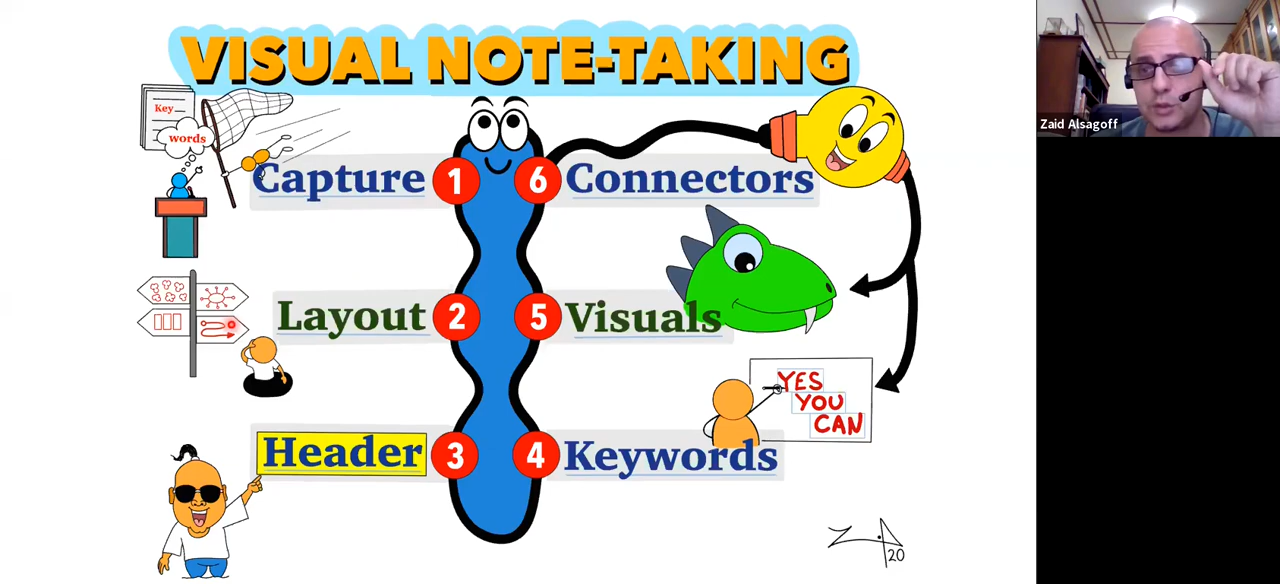 VISUAL NOTE-TAKING
Key
words
Capture 1
6 Connectors
Layout 2
5 Visuals
YES
YOU
CAN
Header 3
4 Keywords
20
Zaid Alsagoff